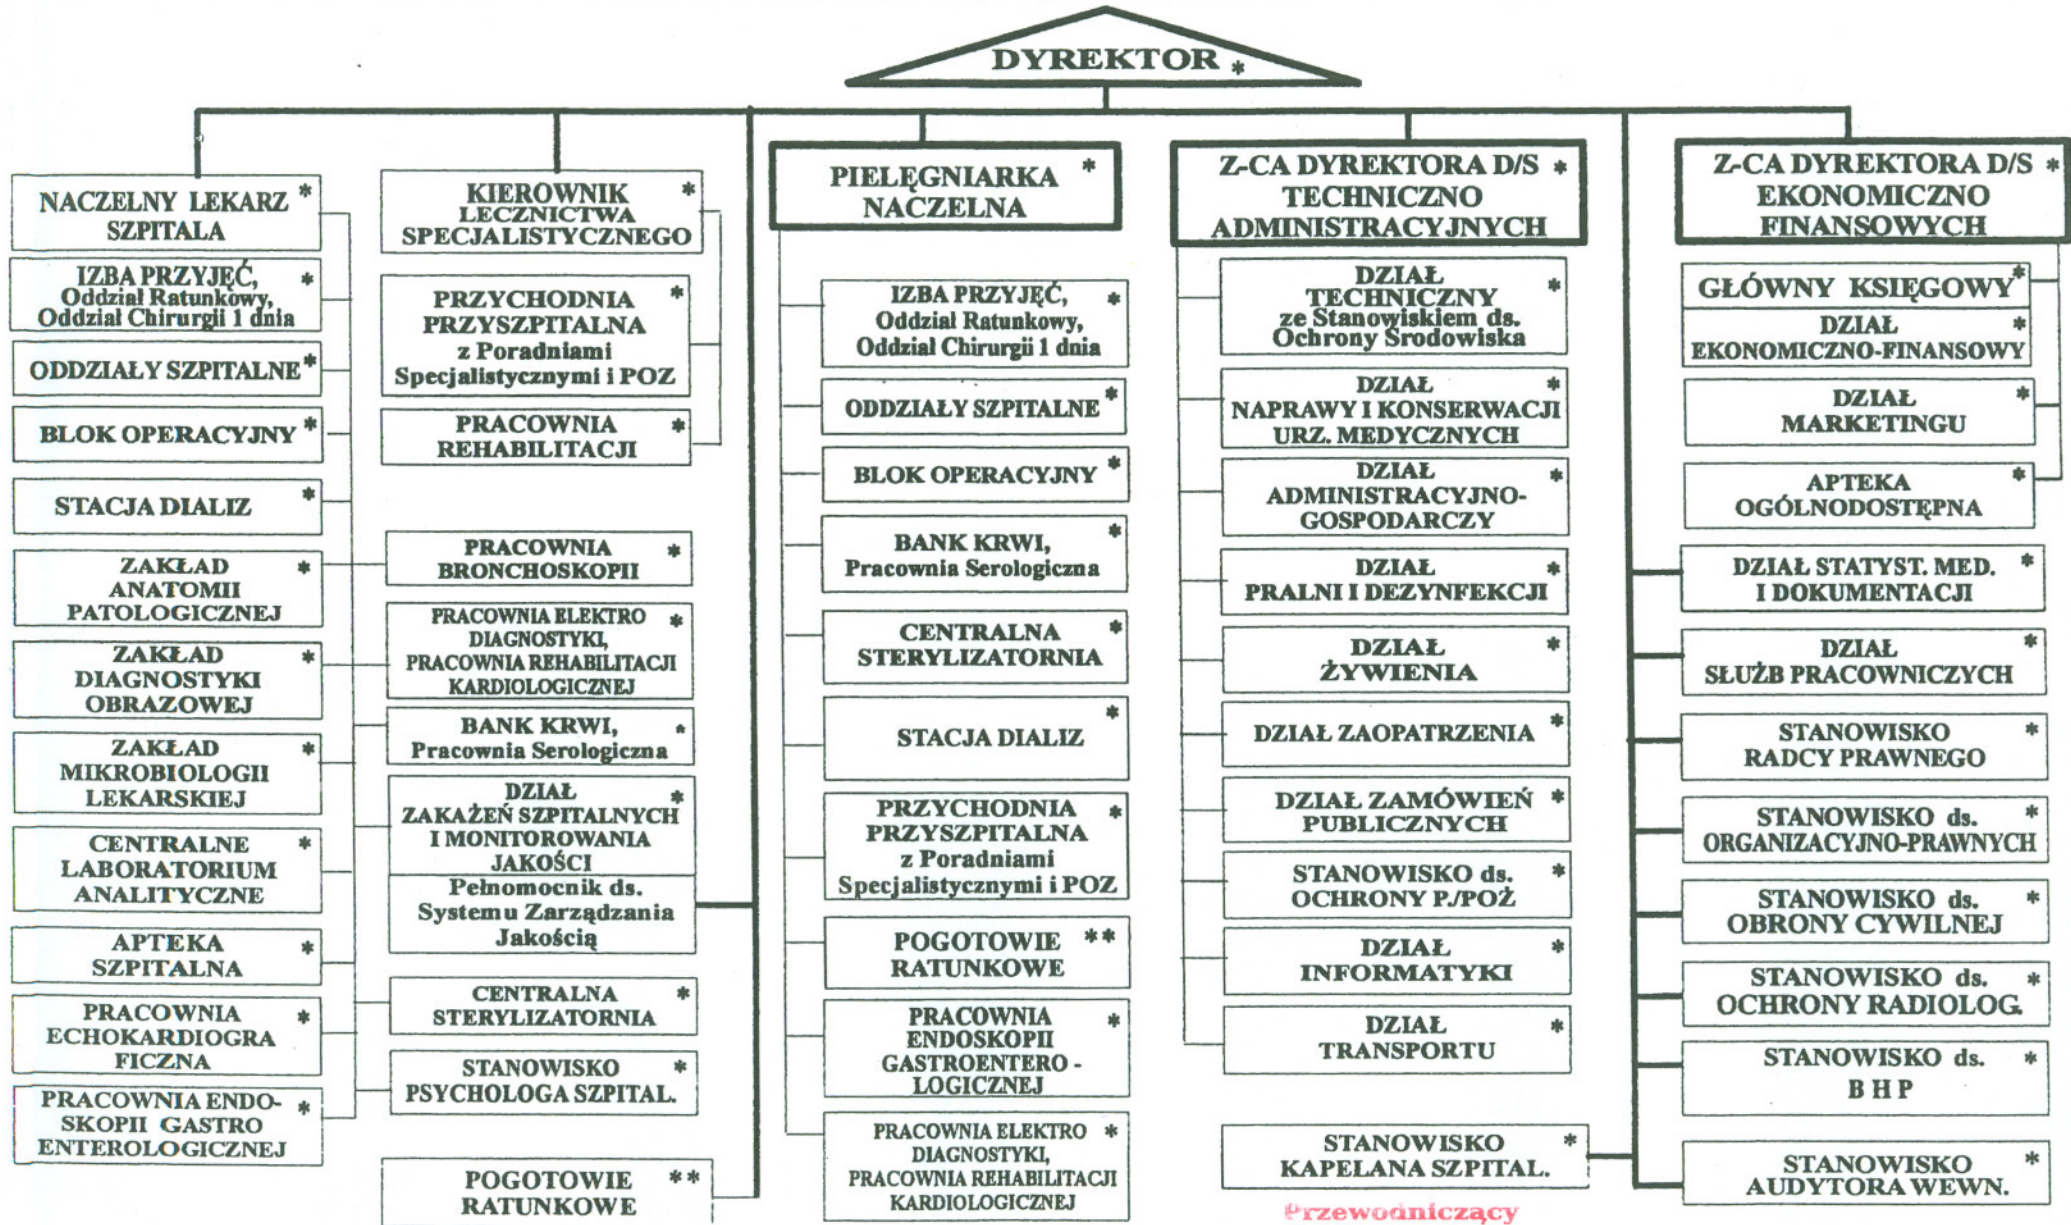 DYREKTOR *
NACZELNY LEKARZ *
SZPITALA
IZBA PRZYJĘĆ, *
Oddział Ratunkowy,
Oddział Chirurgii 1 dnia
ODDZIAŁY SZPITALNE *
BLOK OPERACYJNY *
STACJA DIALIZ *
ZAKŁAD *
ANATOMII
PATOLOGICZNEJ
ZAKŁAD *
DIAGNOSTYKI
OBRAZOWEJ
ZAKŁAD *
MIKROBIOLOGII
LEKARSKIEJ
CENTRALNE *
LABORATORIUM
ANALITYCZNE
APTEKA *
SZPITALNA
PRACOWNIA *
ECHOKARDIOGRA
FICZNA
PRACOWNIA ENDO- *
SKOPII GASTRO
ENTEROLOGICZNEJ
KIEROWNIK *
LECZNICTWA
SPECJALISTYCZNEGO
PRZYCHODNIA *
PRZYSZPITALNA
z Poradniami
Specjalistycznymi i POZ
PRACOWNIA *
REHABILITACJI
PRACOWNIA *
BRONCHOSKOPII
PRACOWNIA ELEKTRO *
DIAGNOSTYKI,
PRACOWNIA REHABILITACJI
KARDIOLOGICZNEJ
BANK KRWI, *
Pracownia Serologiczna
DZIAŁ *
ZAKAŻEŃ SZPITALNYCH
I MONITOROWANIA
JAKOŚCI
Pełnomocnik ds.
Systemu Zarządzania
Jakością
CENTRALNA *
STERYLIZATORNIA
STANOWISKO *
PSYCHOLOGA SZPITAL.
POGOTOWIE **
RATUNKOWE
PIELĘGNIARKA *
NACZELNA
IZBA PRZYJĘĆ, *
Oddział Ratunkowy,
Oddział Chirurgii 1 dnia
ODDZIAŁY SZPITALNE *
BLOK OPERACYJNY *
BANK KRWI, *
Pracownia Serologiczna
CENTRALNA *
STERYLIZATORNIA
STACJA DIALIZ *
PRZYCHODNIA *
PRZYSZPITALNA
z Poradniami
Specjalistycznymi i POZ
POGOTOWIE **
RATUNKOWE
PRACOWNIA *
ENDOSKOPII
GASTROENTERO -
LOGICZNEJ
PRACOWNIA ELEKTRO *
DIAGNOSTYKI,
PRACOWNIA REHABILITACJI
KARDIOLOGICZNEJ
Z-CA DYREKTORA D/S *
TECHNICZNO
ADMINISTRACYJNYCH
DZIAŁ *
TECHNICZNY
ze Stanowiskiem ds.
Ochrony Srodowiska
DZIAŁ *
NAPRAWY I KONSERWACJI
URZ. MEDYCZNYCH
DZIAŁ *
ADMINISTRACYJNO-
GOSPODARCZY
DZIAŁ *
PRALNI I DEZYNFEKCJI
DZIAŁ *
ŻYWIENIA
DZIAŁ ZAOPATRZENIA *
DZIAŁ ZAMÓWIEŃ *
PUBLICZNYCH
STANOWISKO ds. *
OCHRONY P./POŻ
DZIAŁ *
INFORMATYKI
DZIAŁ *
TRANSPORTU
STANOWISKO *
KAPELANA SZPITAL.
Przewodniczący
Z-CA DYREKTORA D/S *
EKONOMICZNO
FINANSOWYCH
GŁÓWNY KSIĘGOWY *
DZIAŁ *
EKONOMICZNO-FINANSOWY
DZIAŁ *
MARKETINGU
APTEKA *
OGÓLNODOSTĘPNA
DZIAŁ STATYST. MED. *
I DOKUMENTACJI
DZIAŁ *
SŁUŻB PRACOWNICZYCH
STANOWISKO *
RADCY PRAWNEGO
STANOWISKO ds. *
ORGANIZACYJNO-PRAWNYCH
STANOWISKO ds. *
OBRONY CYWILNEJ
STANOWISKO ds. *
OCHRONY RADIOLOG.
STANOWISKO ds. *
B H P
STANOWISKO *
AUDYTORA WEWN.